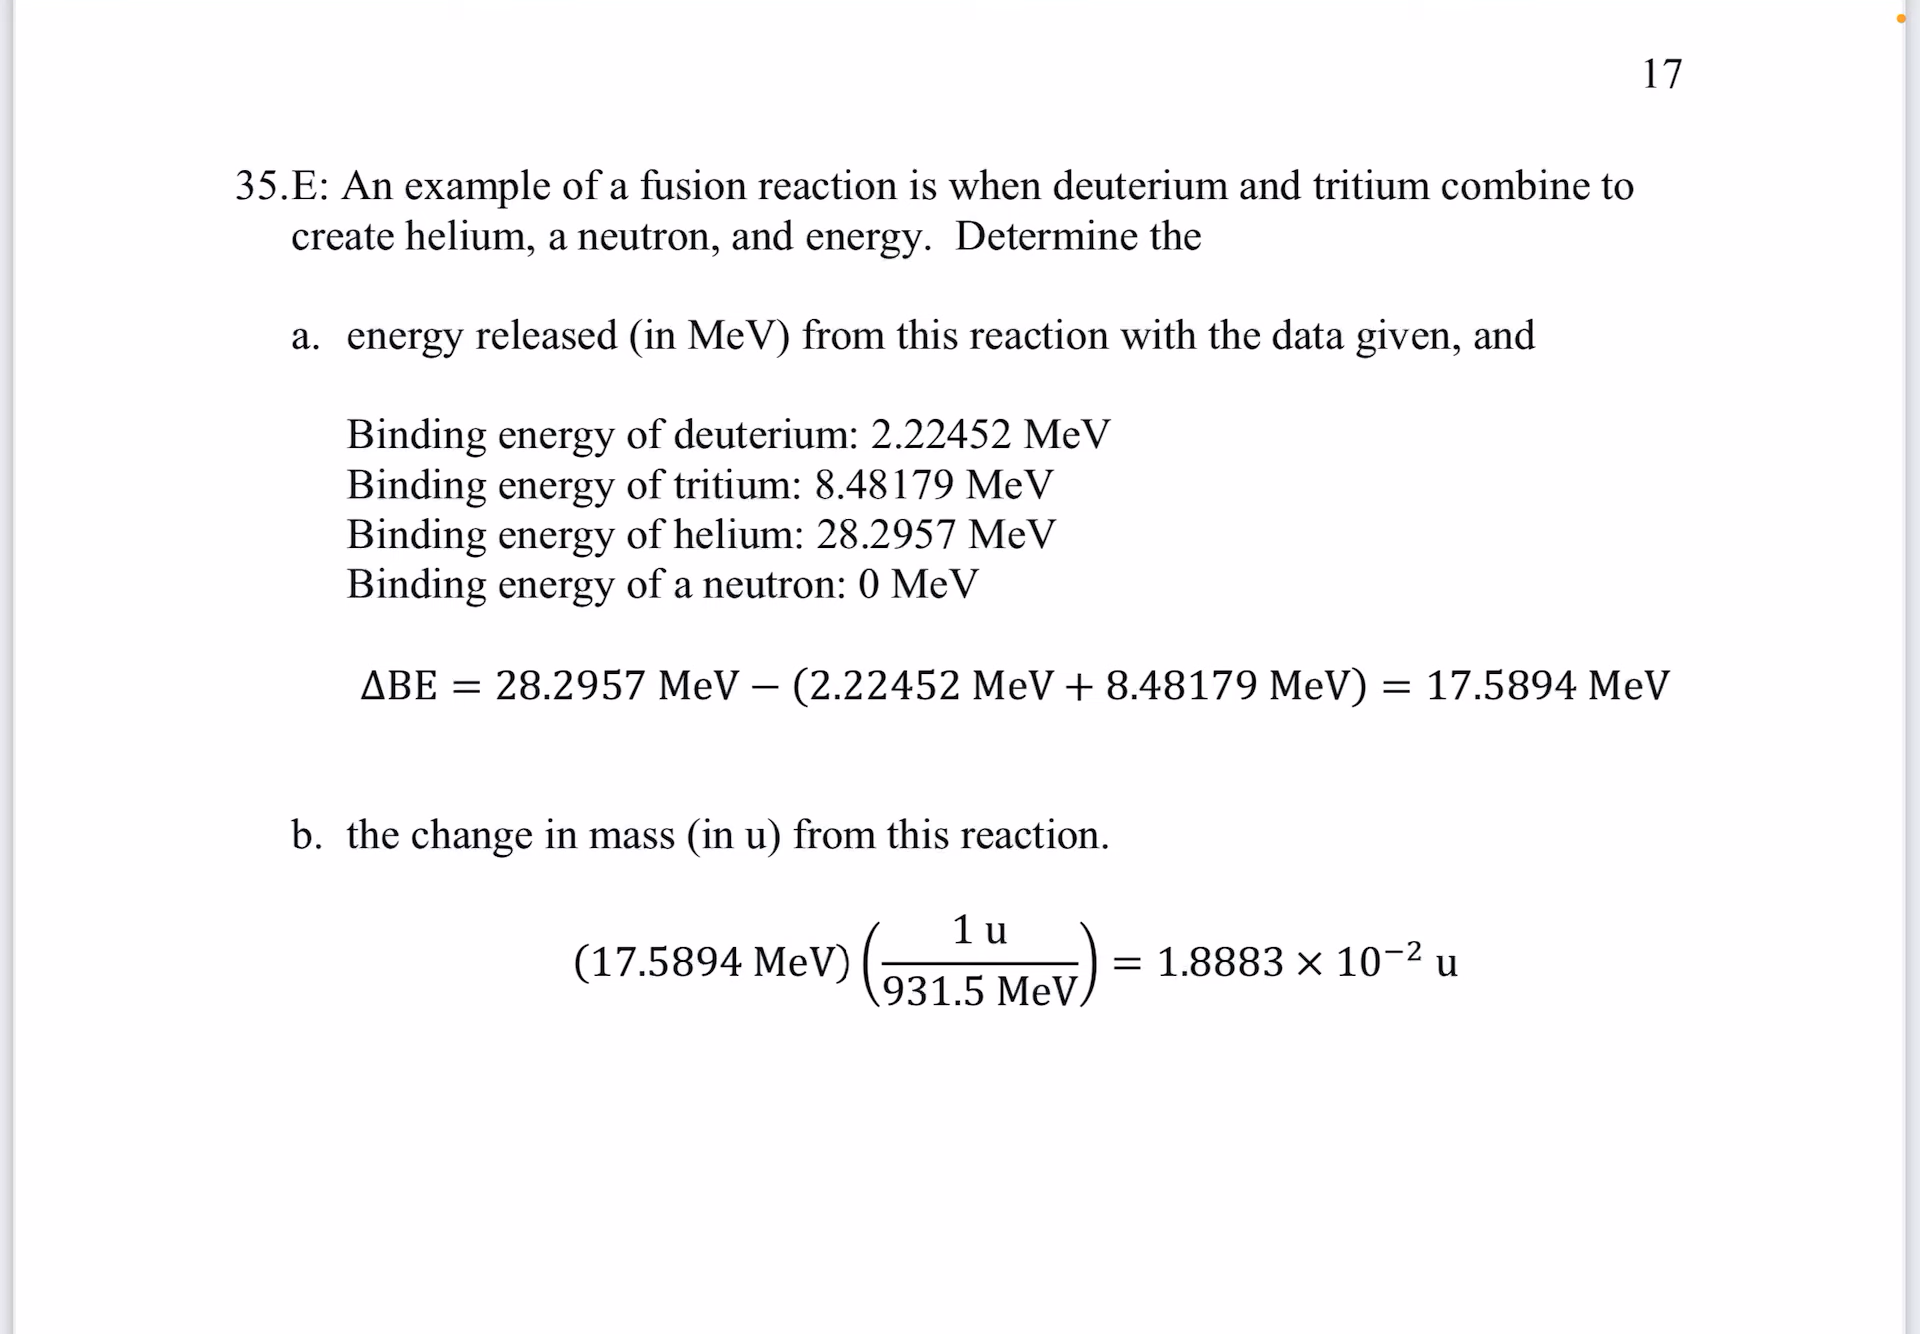 17
35.E: An example of a fusion reaction is when deuterium and tritium combine to
create helium, a neutron, and energy.  Determine the
a. energy released (in MeV) from this reaction with the data given, and
Binding energy of deuterium: 2.22452 MeV
Binding energy of tritium: 8.48179 MeV
Binding energy of helium: 28.2957 MeV
Binding energy of a neutron: 0 MeV
ΔBE = 28.2957 MeV − (2.22452 MeV + 8.48179 MeV) = 17.5894 MeV
b. the change in mass (in u) from this reaction.
(17.5894 MeV) (1 u / 931.5 MeV) = 1.8883 × 10⁻² u